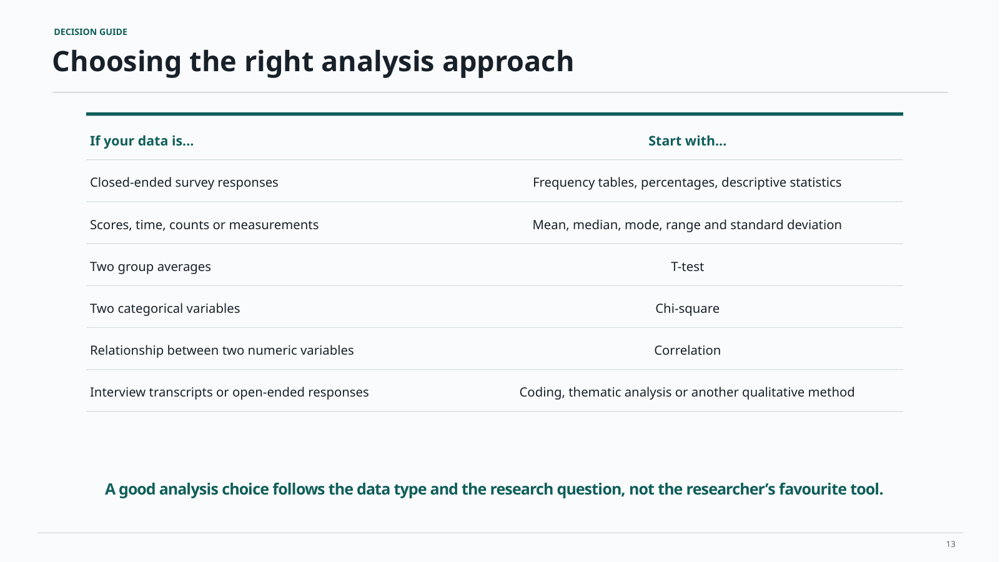 DECISION GUIDE
Choosing the right analysis approach
If your data is... Start with...
Closed-ended survey responses Frequency tables, percentages, descriptive statistics
Scores, time, counts or measurements Mean, median, mode, range and standard deviation
Two group averages T-test
Two categorical variables Chi-square
Relationship between two numeric variables Correlation
Interview transcripts or open-ended responses Coding, thematic analysis or another qualitative method
A good analysis choice follows the data type and the research question, not the researcher’s favourite tool.
13